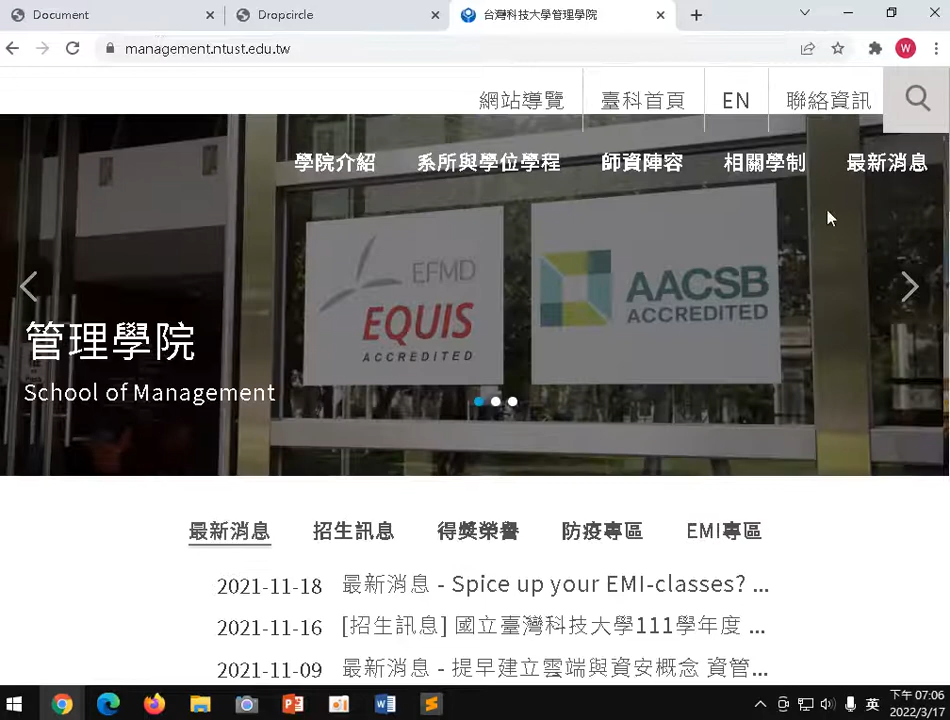 Document
Dropcircle
台灣科技大學管理學院
management.ntust.edu.tw
W
網站導覽
臺科首頁
EN
聯絡資訊
學院介紹
系所與學位學程
師資陣容
相關學制
最新消息
EFMD
EQUIS
ACCREDITED
AACSB
ACCREDITED
管理學院
School of Management
最新消息
招生訊息
得獎榮譽
防疫專區
EMI專區
2021-11-18 最新消息 - Spice up your EMI-classes? ...
2021-11-16 [招生訊息] 國立臺灣科技大學111學年度 ...
2021-11-09 最新消息 - 提早建立雲端與資安概念 資管...
英
下午 07:06
2022/3/17